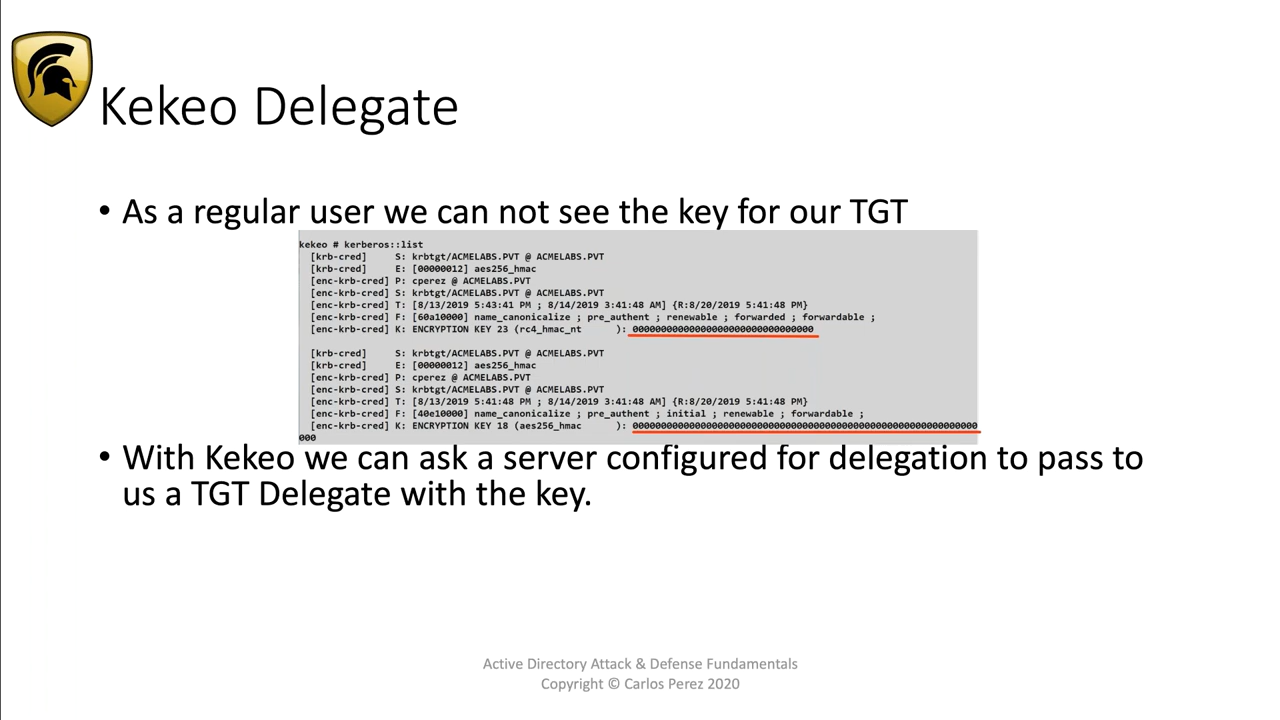 Kekeo Delegate
• As a regular user we can not see the key for our TGT
kekeo # kerberos::list
[krb-cred] S: krbtgt/ACMELABS.PVT @ ACMELABS.PVT
[krb-cred] E: [00000012] aes256_hmac
[enc-krb-cred] P: cperez @ ACMELABS.PVT
[enc-krb-cred] S: krbtgt/ACMELABS.PVT @ ACMELABS.PVT
[enc-krb-cred] T: [8/13/2019 5:43:41 PM ; 8/14/2019 3:41:48 AM] {R:8/20/2019 5:41:48 PM}
[enc-krb-cred] F: [60a10000] name_canonicalize ; pre_authent ; renewable ; forwarded ; forwardable ;
[enc-krb-cred] K: ENCRYPTION KEY 23 (rc4_hmac_nt ): 00000000000000000000000000000000
[krb-cred] S: krbtgt/ACMELABS.PVT @ ACMELABS.PVT
[krb-cred] E: [00000012] aes256_hmac
[enc-krb-cred] P: cperez @ ACMELABS.PVT
[enc-krb-cred] S: krbtgt/ACMELABS.PVT @ ACMELABS.PVT
[enc-krb-cred] T: [8/13/2019 5:41:48 PM ; 8/14/2019 3:41:48 AM] {R:8/20/2019 5:41:48 PM}
[enc-krb-cred] F: [40e10000] name_canonicalize ; pre_authent ; initial ; renewable ; forwardable ;
[enc-krb-cred] K: ENCRYPTION KEY 18 (aes256_hmac ): 0000000000000000000000000000000000000000000000000000000000000
000
• With Kekeo we can ask a server configured for delegation to pass to
us a TGT Delegate with the key.
Active Directory Attack & Defense Fundamentals
Copyright © Carlos Perez 2020